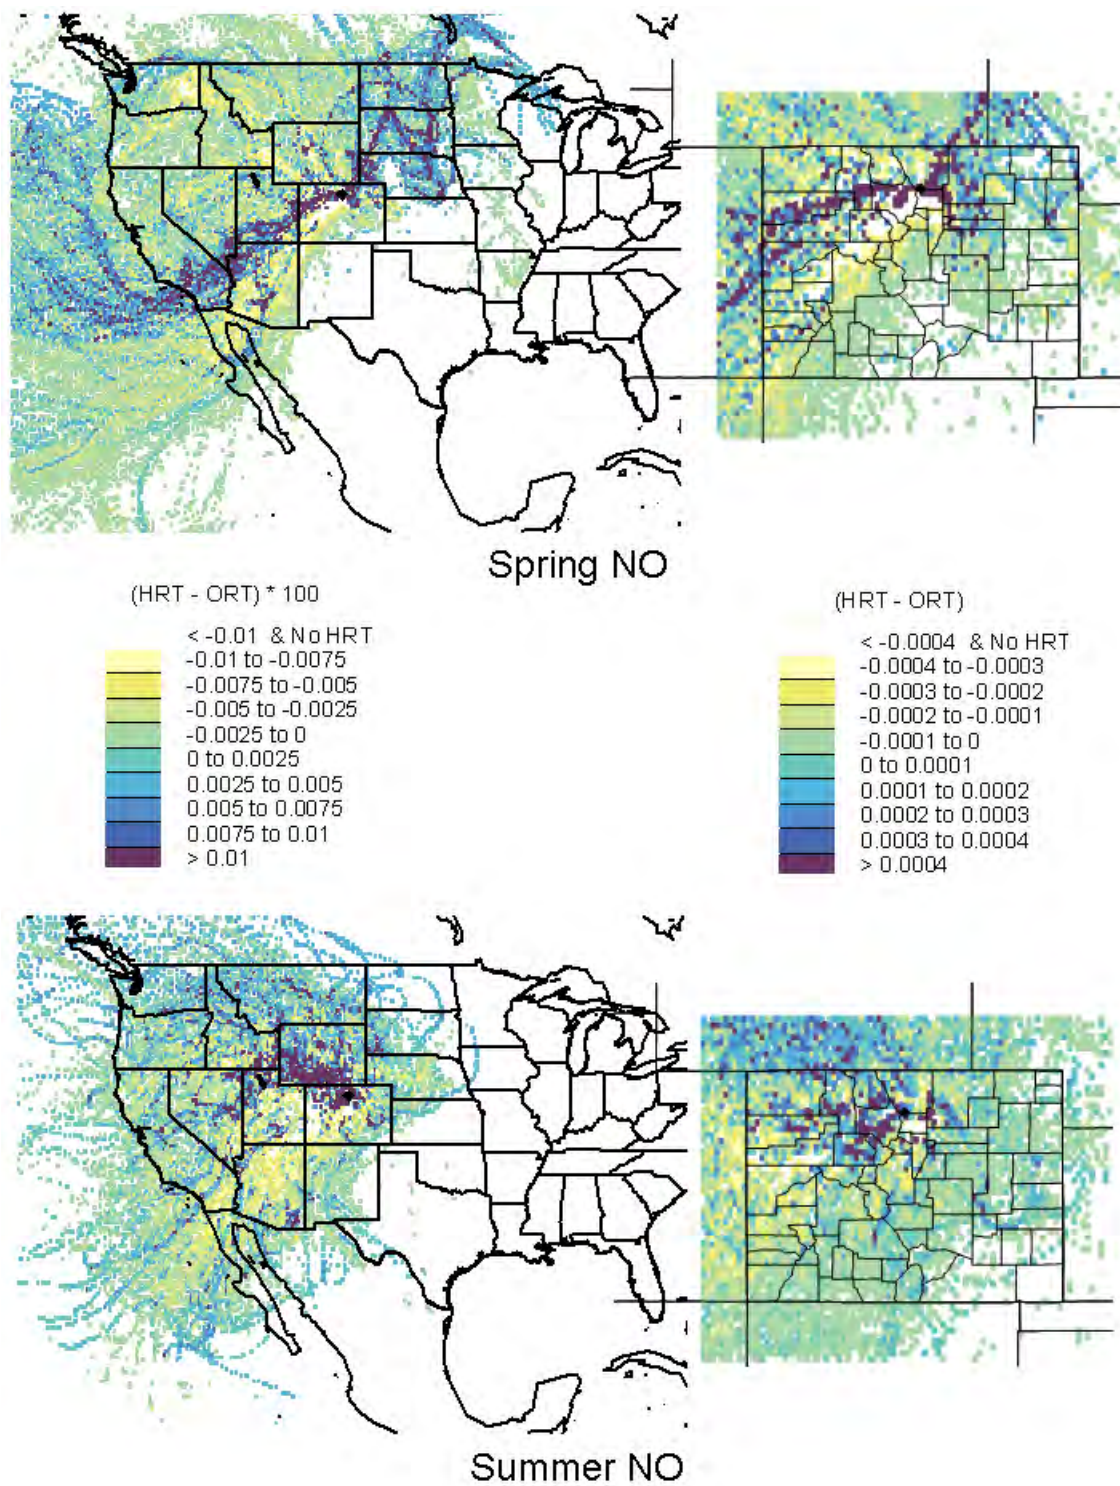 Spring NO
(HRT - ORT) * 100
< -0.01 & No HRT
-0.01 to -0.0075
-0.0075 to -0.005
-0.005 to -0.0025
-0.0025 to 0
0 to 0.0025
0.0025 to 0.005
0.005 to 0.0075
0.0075 to 0.01
> 0.01
(HRT - ORT)
< -0.0004 & No HRT
-0.0004 to -0.0003
-0.0003 to -0.0002
-0.0002 to -0.0001
-0.0001 to 0
0 to 0.0001
0.0001 to 0.0002
0.0002 to 0.0003
0.0003 to 0.0004
> 0.0004
Summer NO